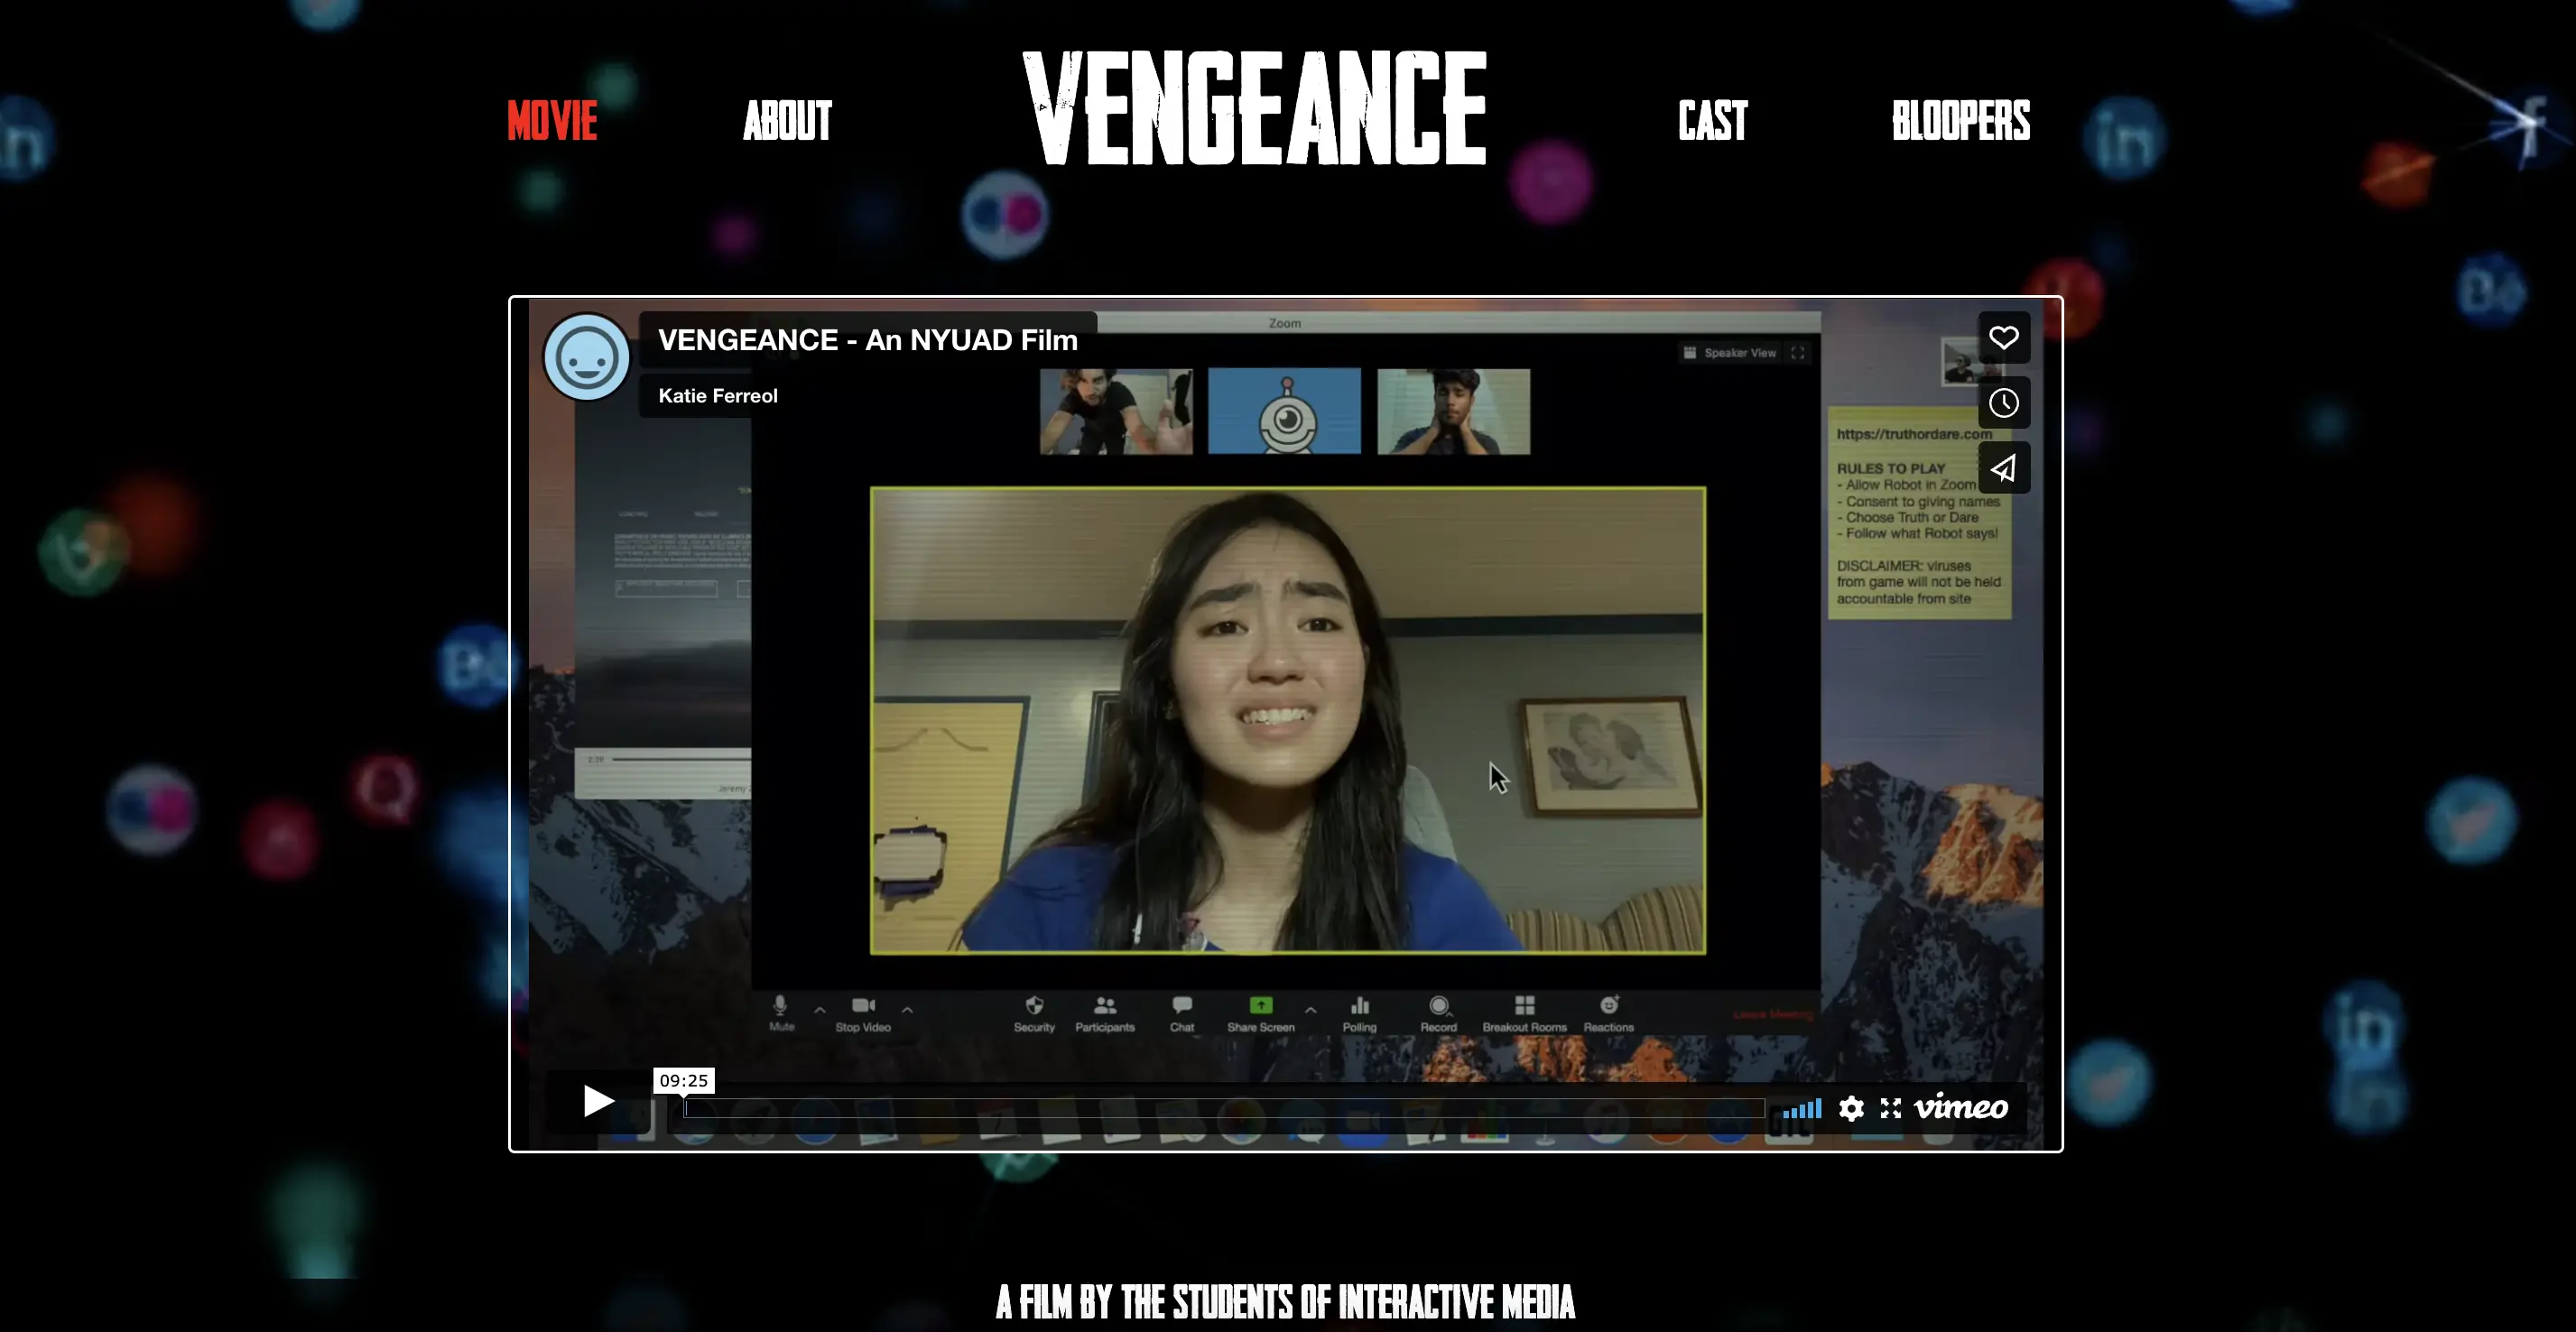 MOVIE
ABOUT
VENGEANCE
CAST
BLOOPERS
VENGEANCE - An NYUAD Film
Katie Ferreol
Zoom
Speaker View
https://truthordare.com
RULES TO PLAY
- Allow Robot in Zoom
- Consent to giving names
- Choose Truth or Dare
- Follow what Robot says!
DISCLAIMER: viruses
from game will not be held
accountable from site
Jeremy
Mute
Stop Video
Security
Participants
Chat
Share Screen
Polling
Record
Breakout Rooms
Reactions
Leave Meeting
09:25
vimeo
A FILM BY THE STUDENTS OF INTERACTIVE MEDIA